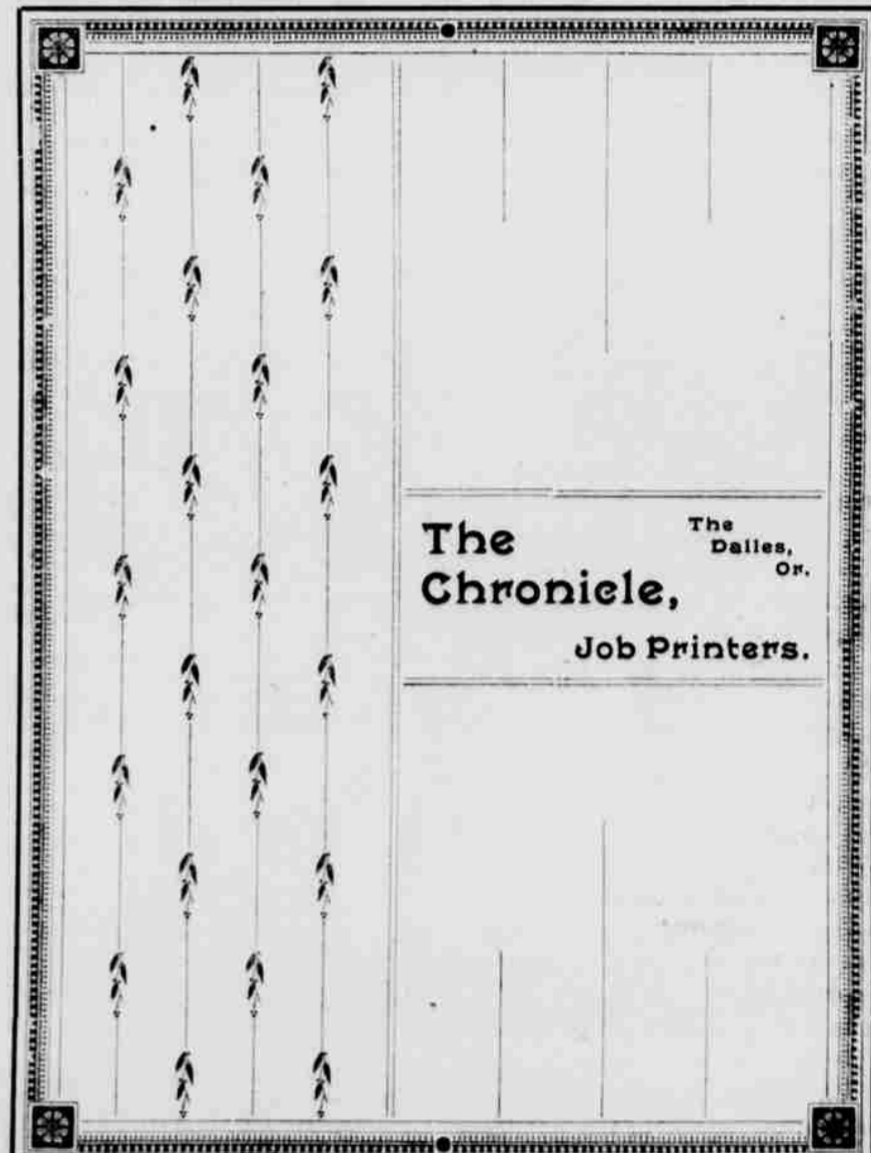 The
Chronicle,
The
Dalles,
Or.
Job Printers.